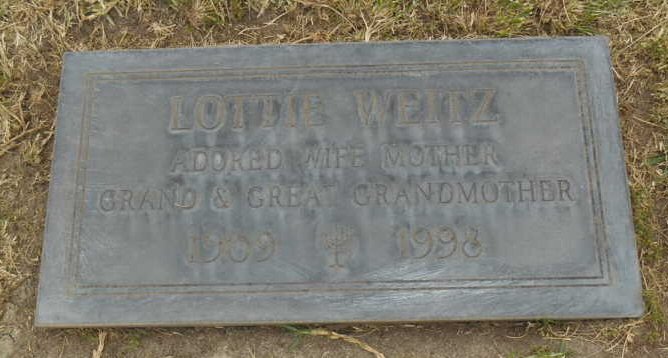 LOTTIE WEITZ
ADORED WIFE MOTHER
GRAND & GREAT GRANDMOTHER
1909 1998